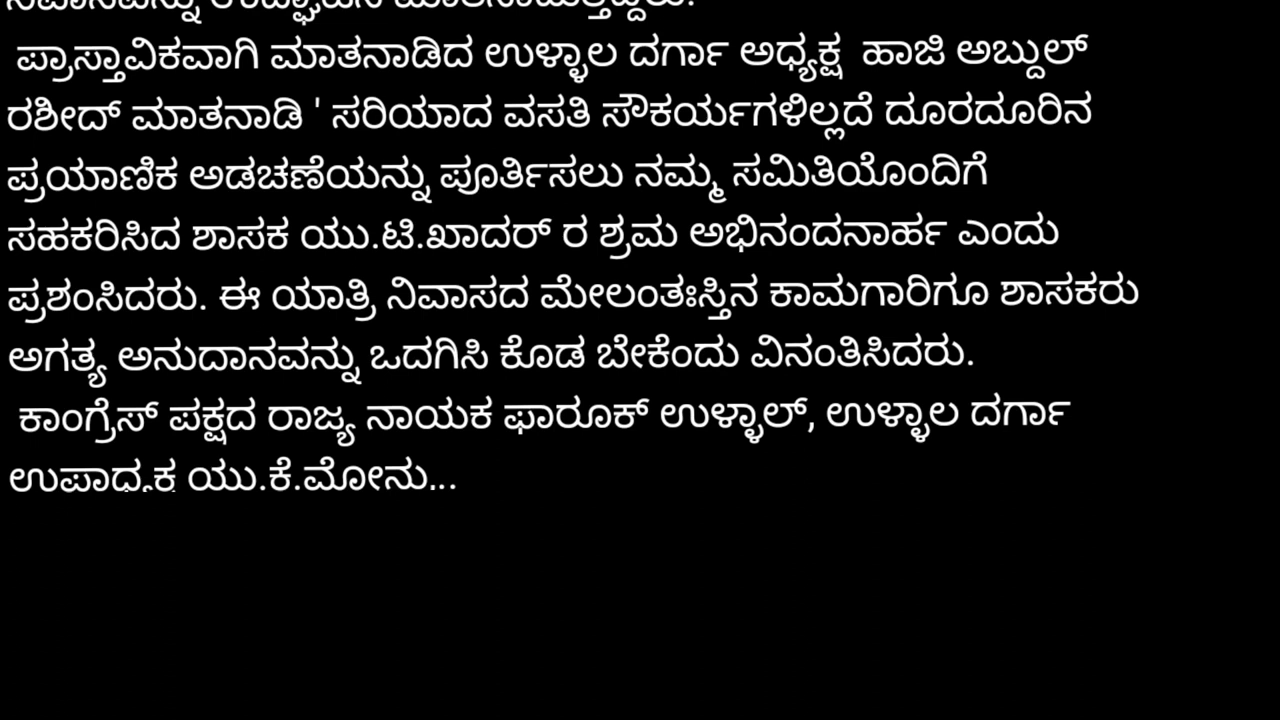 ಪ್ರಾಸ್ತಾವಿಕವಾಗಿ ಮಾತನಾಡಿದ ಉಳ್ಳಾಲ ದರ್ಗಾ ಅಧ್ಯಕ್ಷ ಹಾಜಿ ಅಬ್ದುಲ್
ರಶೀದ್ ಮಾತನಾಡಿ ' ಸರಿಯಾದ ವಸತಿ ಸೌಕರ್ಯಗಳಿಲ್ಲದೆ ದೂರದೂರಿನ
ಪ್ರಯಾಣಿಕ ಅಡಚಣೆಯನ್ನು ಪೂರ್ತಿಸಲು ನಮ್ಮ ಸಮಿತಿಯೊಂದಿಗೆ
ಸಹಕರಿಸಿದ ಶಾಸಕ ಯು.ಟಿ.ಖಾದರ್ ರ ಶ್ರಮ ಅಭಿನಂದನಾರ್ಹ ಎಂದು
ಪ್ರಶಂಸಿದರು. ಈ ಯಾತ್ರಿ ನಿವಾಸದ ಮೇಲಂತಃಸ್ತಿನ ಕಾಮಗಾರಿಗೂ ಶಾಸಕರು
ಅಗತ್ಯ ಅನುದಾನವನ್ನು ಒದಗಿಸಿ ಕೊಡ ಬೇಕೆಂದು ವಿನಂತಿಸಿದರು.
ಕಾಂಗ್ರೆಸ್ ಪಕ್ಷದ ರಾಜ್ಯ ನಾಯಕ ಫಾರೂಕ್ ಉಳ್ಳಾಲ್, ಉಳ್ಳಾಲ ದರ್ಗಾ
ಉಪಾಧ್ಯಕ್ಷ ಯು.ಕೆ.ಮೋನು...